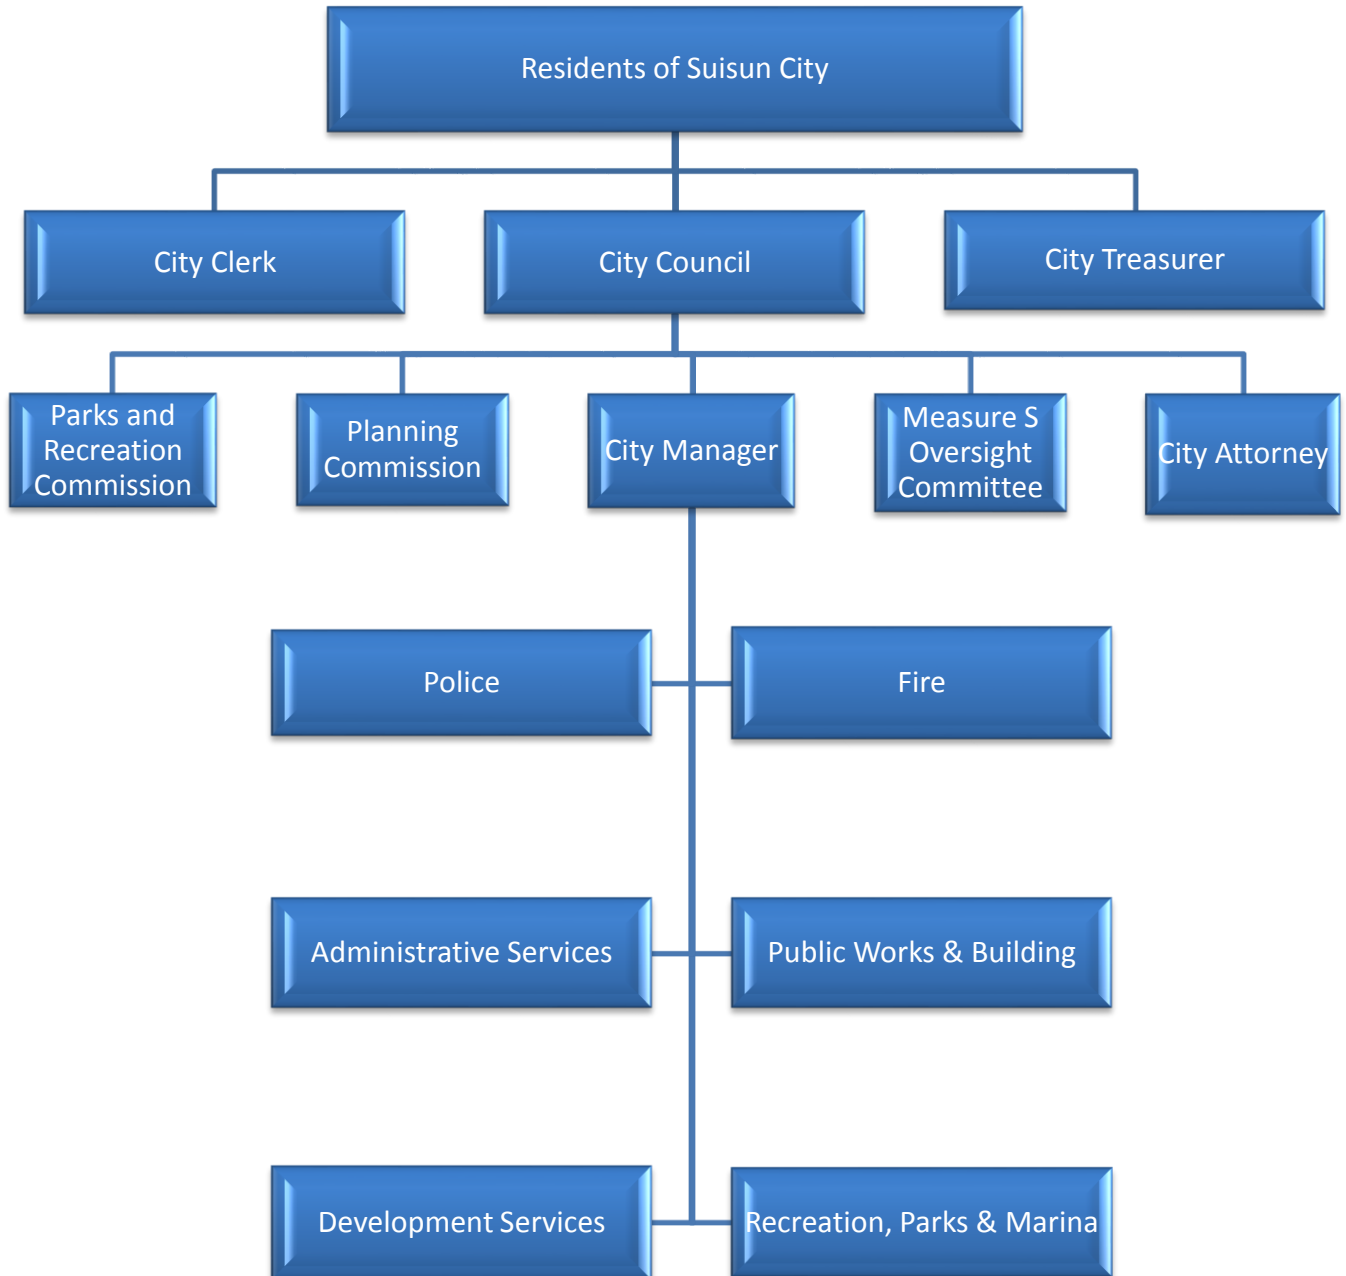 Residents of Suisun City
City Clerk
City Council
City Treasurer
Parks and
Recreation
Commission
Planning
Commission
City Manager
Measure S
Oversight
Committee
City Attorney
Police
Fire
Administrative Services
Public Works & Building
Development Services
Recreation, Parks & Marina